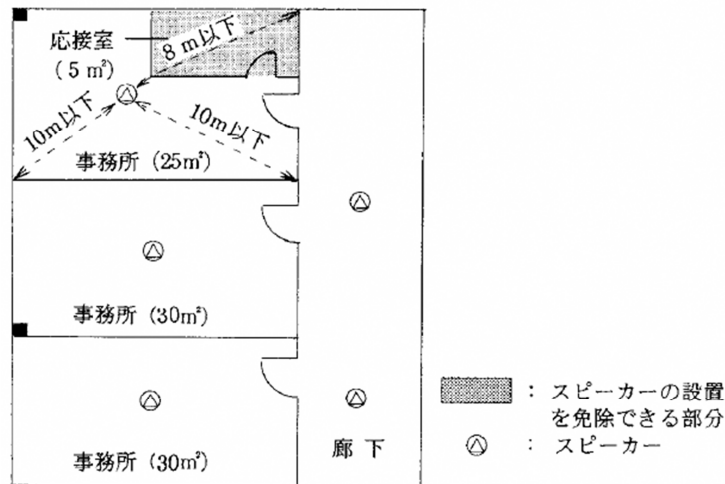 応接室
(5㎡)
8m以下
10m以下
10m以下
事務所 (25㎡)
事務所 (30㎡)
事務所 (30㎡)
廊下
: スピーカーの設置
を免除できる部分
: スピーカー